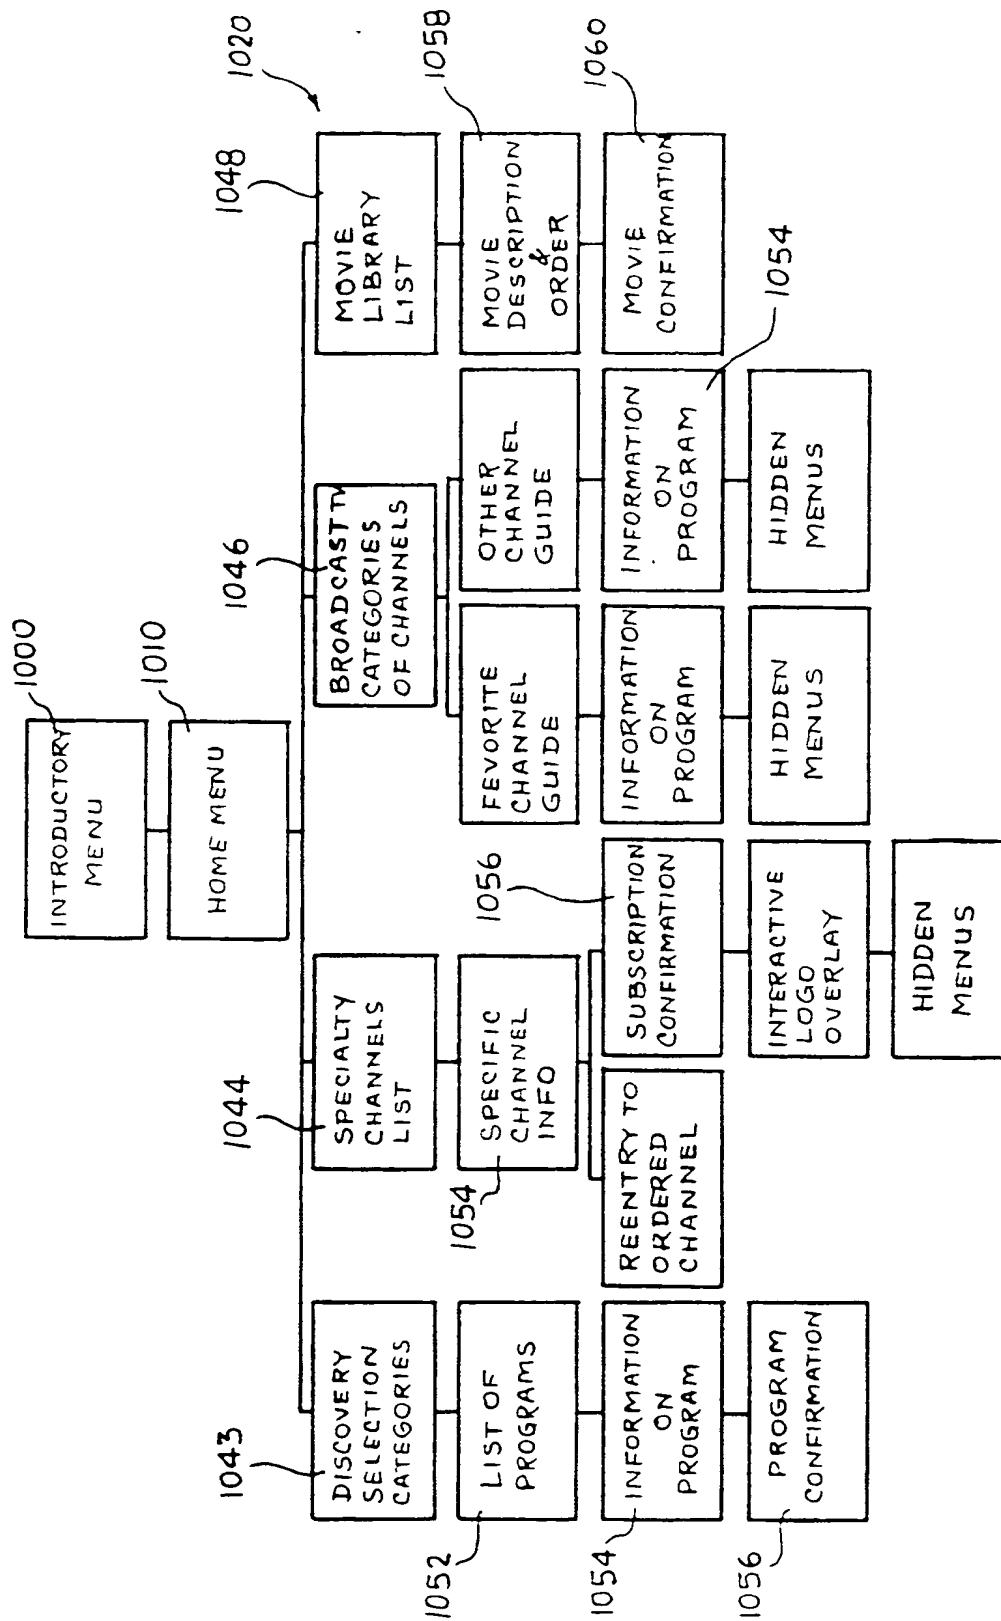 1000
INTRODUCTORY
MENU
1010
HOME MENU
1020
1043
DISCOVERY
SELECTION
CATEGORIES
1044
SPECIALTY
CHANNELS
LIST
1046
BROADCAST TV
CATEGORIES
OF CHANNELS
1048
MOVIE
LIBRARY
LIST
1052
LIST OF
PROGRAMS
1054
SPECIFIC
CHANNEL
INFO
FEVORITE
CHANNEL
GUIDE
OTHER
CHANNEL
GUIDE
1058
MOVIE
DESCRIPTION
&
ORDER
1054
INFORMATION
ON
PROGRAM
REENTRY TO
ORDERED
CHANNEL
1056
SUBSCRIPTION
CONFIRMATION
INFORMATION
ON
PROGRAM
INFORMATION
ON
PROGRAM
1054
1060
MOVIE
CONFIRMATION
1056
PROGRAM
CONFIRMATION
INTERACTIVE
LOGO
OVERLAY
HIDDEN
MENUS
HIDDEN
MENUS
HIDDEN
MENUS